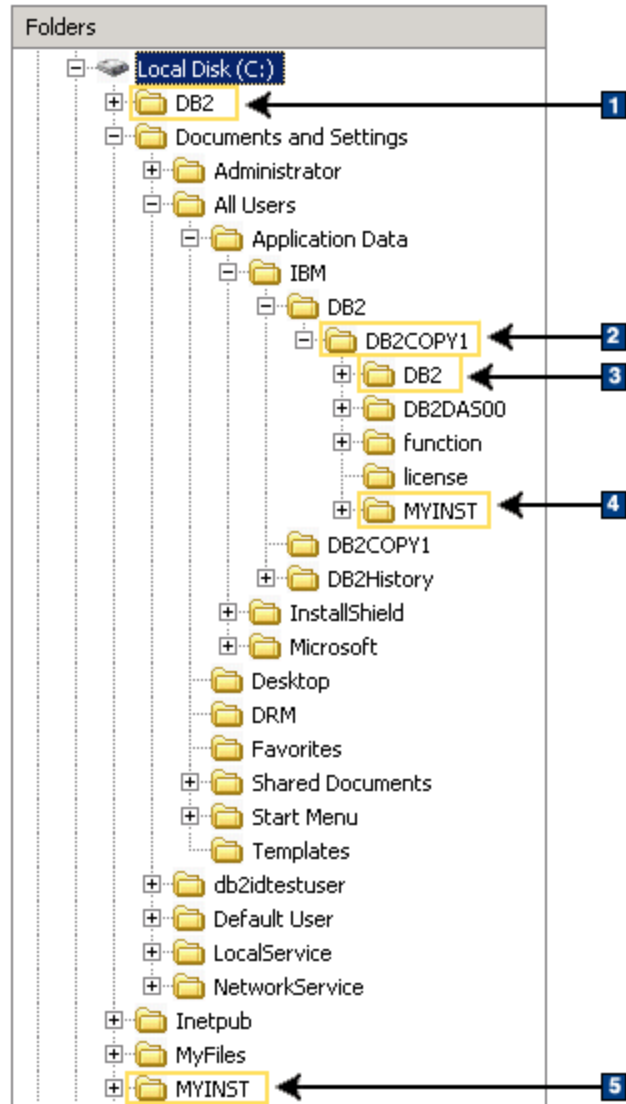 Folders
Local Disk (C:)
DB2
1
Documents and Settings
Administrator
All Users
Application Data
IBM
DB2
DB2COPY1
2
DB2
3
DB2DAS00
function
license
MYINST
4
DB2COPY1
DB2History
InstallShield
Microsoft
Desktop
DRM
Favorites
Shared Documents
Start Menu
Templates
db2idtestuser
Default User
LocalService
NetworkService
Inetpub
MyFiles
MYINST
5